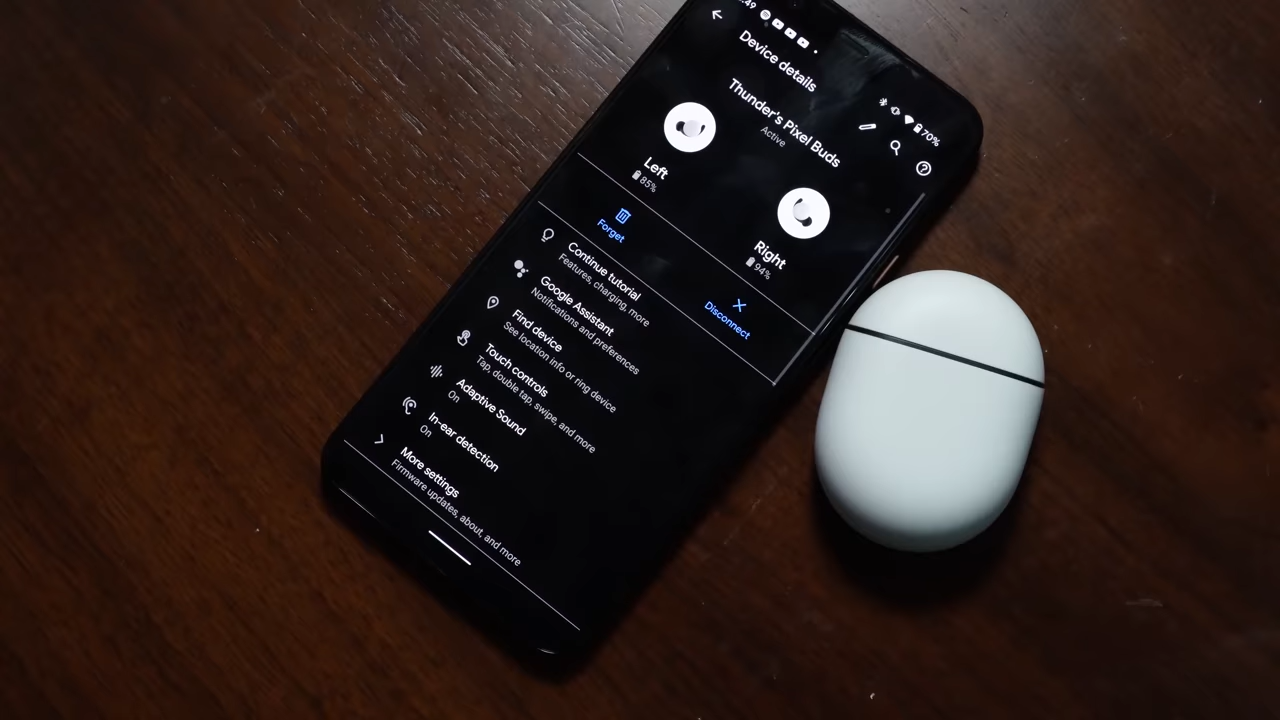 :49
70%
Device details
Thunder's Pixel Buds
Active
Left
85%
Right
94%
Forget
Disconnect
Continue tutorial
Features, charging, more
Google Assistant
Notifications and preferences
Find device
See location info or ring device
Touch controls
Tap, double tap, swipe, and more
Adaptive Sound
On
In-ear detection
On
More settings
Firmware updates, about, and more